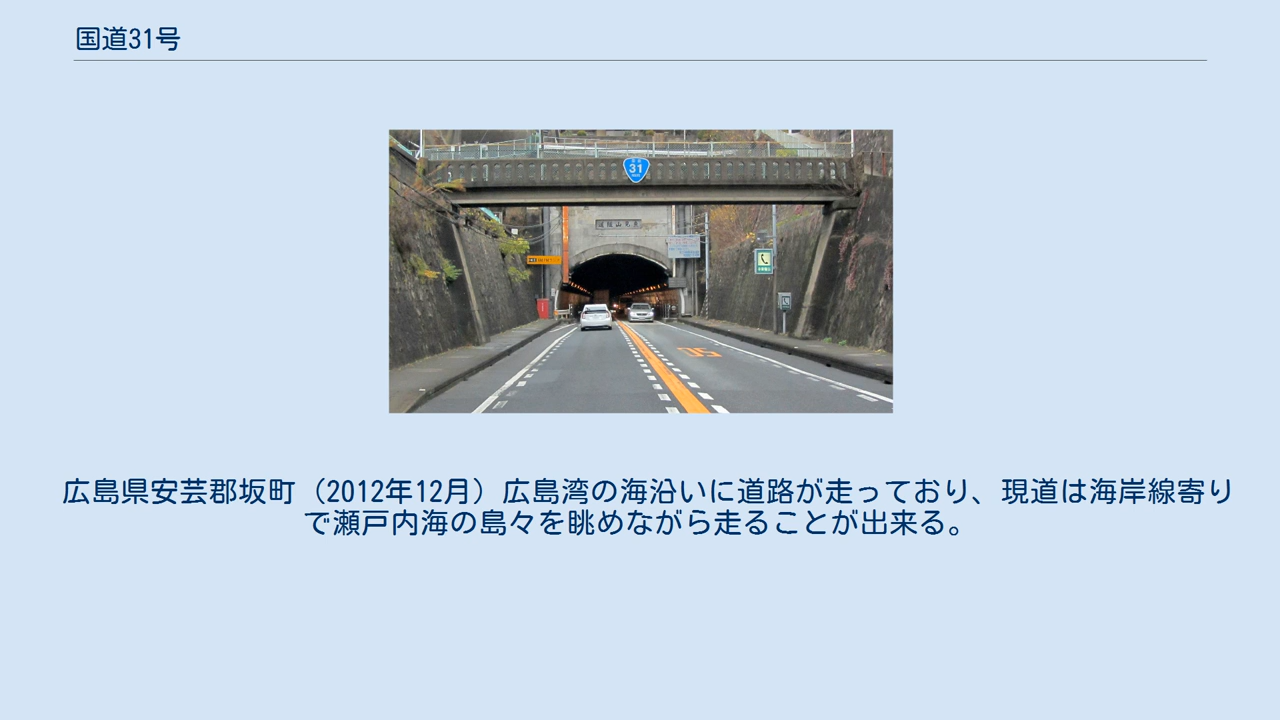 国道31号
31
広島県安芸郡坂町（2012年12月）広島湾の海沿いに道路が走っており、現道は海岸線寄り
で瀬戸内海の島々を眺めながら走ることが出来る。